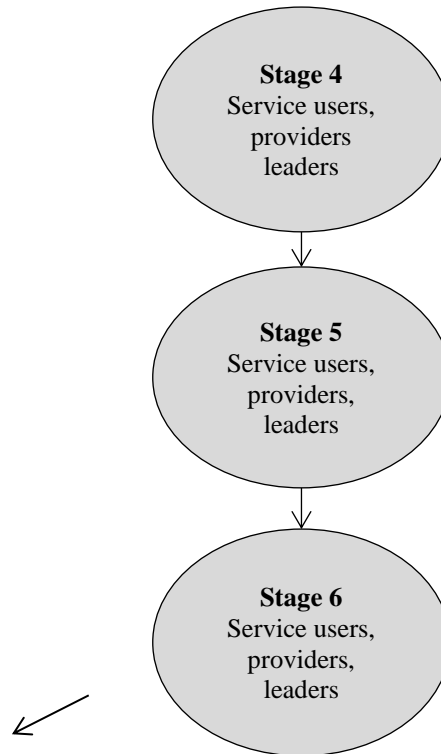 Stage 4
Service users,
providers
leaders
Stage 5
Service users,
providers,
leaders
Stage 6
Service users,
providers,
leaders